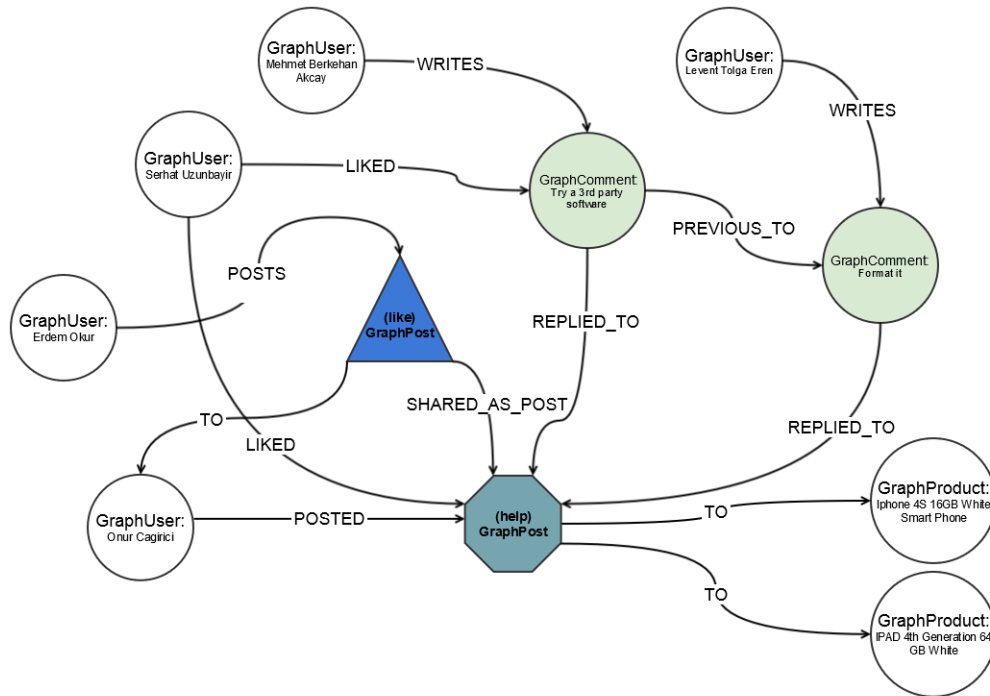 GraphUser:
Mehmet Berkehan
Akcay
WRITES
GraphUser:
Levent Tolga Eren
WRITES
GraphUser:
Serhat Uzunbayir
LIKED
GraphComment:
Try a 3rd party
software
PREVIOUS_TO
GraphComment:
Format it
POSTS
GraphUser:
Erdem Okur
(like)
GraphPost
REPLIED_TO
SHARED_AS_POST
TO
LIKED
REPLIED_TO
GraphUser:
Onur Cagirici
POSTED
(help)
GraphPost
TO
GraphProduct:
Iphone 4S 16GB White
Smart Phone
TO
GraphProduct:
IPAD 4th Generation 64
GB White